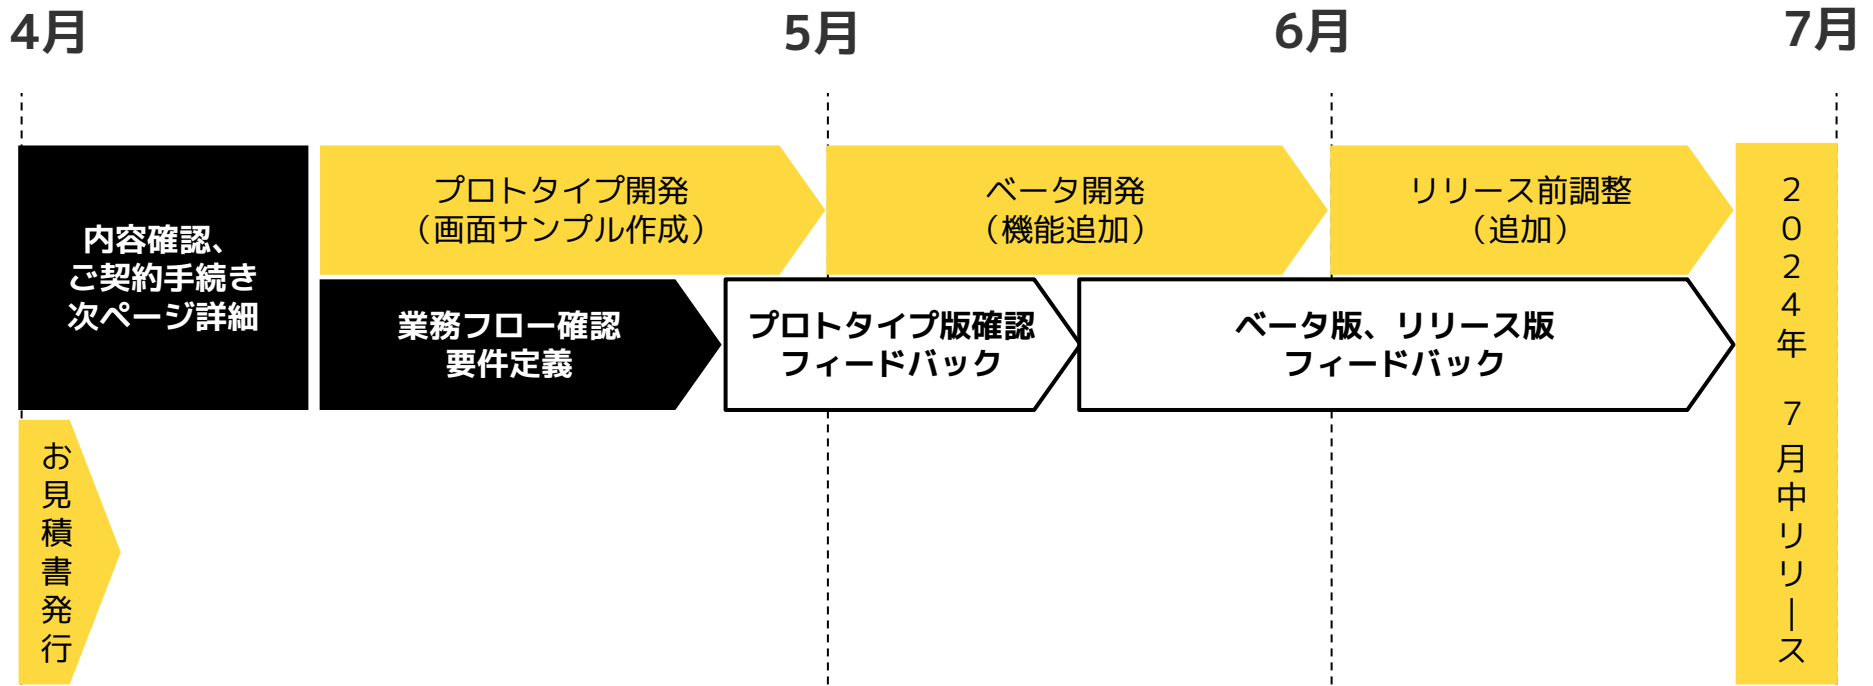 4月
5月
6月
7月
内容確認、
ご契約手続き
次ページ詳細
プロトタイプ開発
（画面サンプル作成）
ベータ開発
（機能追加）
リリース前調整
（追加）
業務フロー確認
要件定義
プロトタイプ版確認
フィードバック
ベータ版、リリース版
フィードバック
お見積書発行
２０２４年　７月中リリース